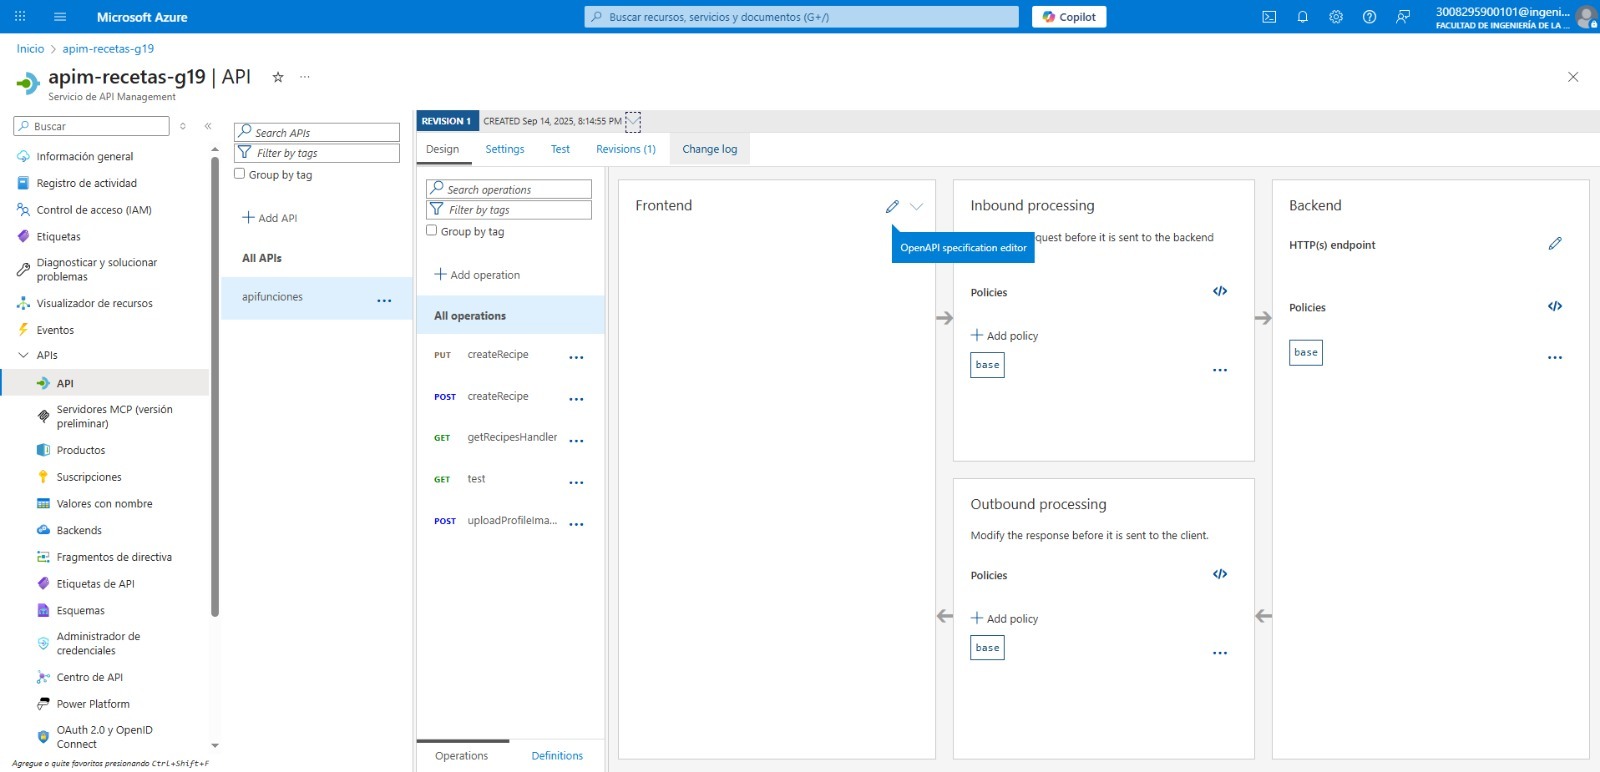 Microsoft Azure
Buscar recursos, servicios y documentos (G+/)
Copilot
3008295900101@ingeni...
FACULTAD DE INGENIERÍA DE LA ...
Inicio > apim-recetas-g19
apim-recetas-g19 | API
Servicio de API Management
Buscar
Información general
Registro de actividad
Control de acceso (IAM)
Etiquetas
Diagnosticar y solucionar
problemas
Visualizador de recursos
Eventos
APIs
API
Servidores MCP (versión
preliminar)
Productos
Suscripciones
Valores con nombre
Backends
Fragmentos de directiva
Etiquetas de API
Esquemas
Administrador de
credenciales
Centro de API
Power Platform
OAuth 2.0 y OpenID
Connect
Agregue o quite favoritos presionando Ctrl+Shift+F
Search APIs
Filter by tags
Group by tag
Add API
All APIs
apifunciones
REVISION 1 CREATED Sep 14, 2025, 8:14:55 PM
Design Settings Test Revisions (1) Change log
Search operations
Filter by tags
Group by tag
Add operation
All operations
PUT createRecipe
POST createRecipe
GET getRecipesHandler
GET test
POST uploadProfileIma...
Operations Definitions
Frontend
OpenAPI specification editor
Inbound processing
quest before it is sent to the backend
Policies
Add policy
base
Outbound processing
Modify the response before it is sent to the client.
Policies
Add policy
base
Backend
HTTP(s) endpoint
Policies
base